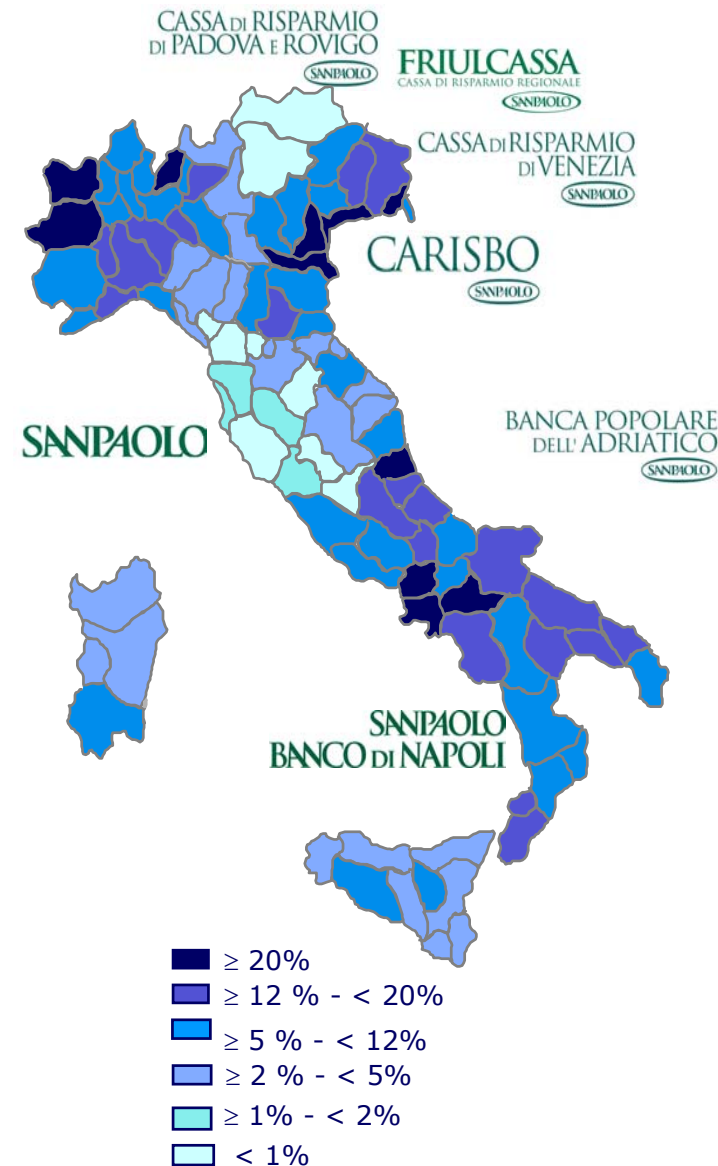 CASSA DI RISPARMIO
DI PADOVA E ROVIGO
SANPAOLO
FRIULCASSA
CASSA DI RISPARMIO REGIONALE
SANPAOLO
CASSA DI RISPARMIO
DI VENEZIA
SANPAOLO
CARISBO
SANPAOLO
SANPAOLO
BANCA POPOLARE
DELL' ADRIATICO
SANPAOLO
SANPAOLO
BANCO DI NAPOLI
≥ 20%
≥ 12 % - < 20%
≥ 5 % - < 12%
≥ 2 % - < 5%
≥ 1% - < 2%
< 1%